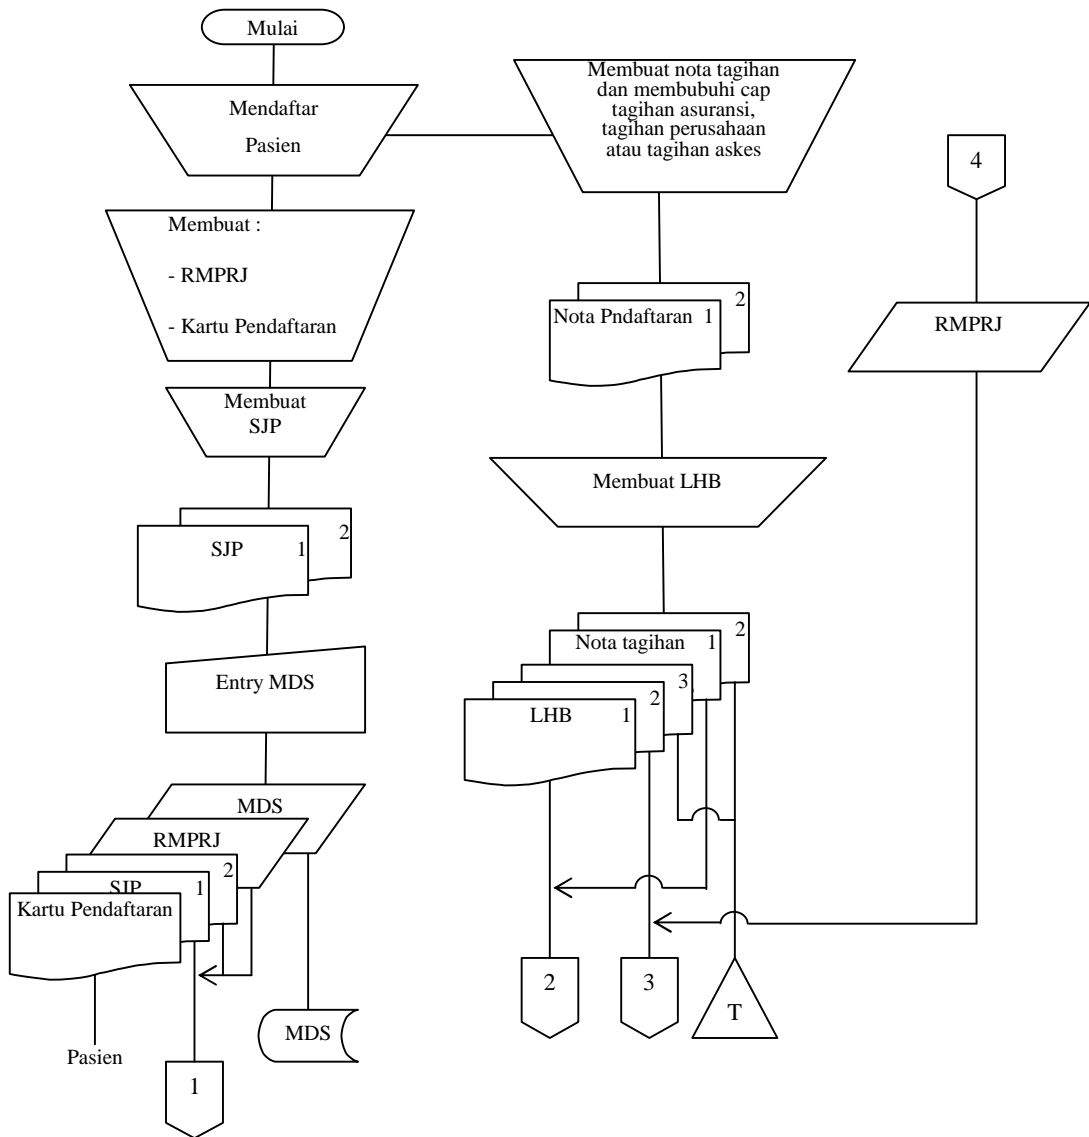 Mulai
Mendaftar
Pasien
Membuat :
- RMPRJ
- Kartu Pendaftaran
Membuat
SJP
SJP 1
2
Entry MDS
MDS
RMPRJ
2
SJP 1
Kartu Pendaftaran
Pasien
1
MDS
Membuat nota tagihan
dan membubuhi cap
tagihan asuransi,
tagihan perusahaan
atau tagihan askes
2
Nota Pndaftaran 1
Membuat LHB
2
Nota tagihan 1
3
2
LHB 1
2
3
T
4
RMPRJ